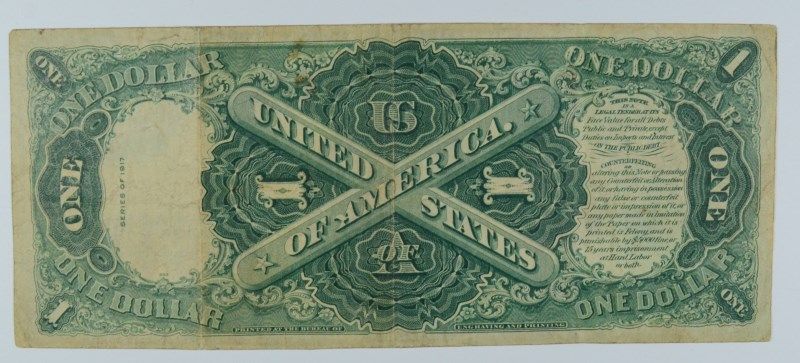 ONE
ONE DOLLAR
ONE DOLLAR
1
ONE
SERIES OF 1917
US
UNITED STATES
OF AMERICA.
1
1
OF
A
THIS NOTE
IS A
LEGAL TENDER AT ITS
Face Value for all Debts
Public and Private, except
Duties on Imports and Interest
ON THE PUBLIC DEBT.
COUNTERFEITING
or
altering this Note or passing
any Counterfeit or Alteration
of it, or having in possession
any False or counterfeit
plate or impression of it, or
any paper made in imitation
of the Paper on which it is
printed is Felony, and is
punishable by $5000 fine, or
15 years imprisonment
at Hard Labor
or both.
ONE
1
ONE DOLLAR
ONE DOLLAR
ONE
PRINTED AT THE BUREAU OF
ENGRAVING AND PRINTING